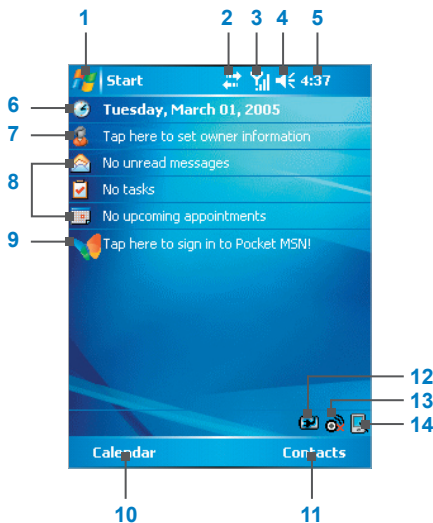 1 2 3 4 5
Start 4:37
6 Tuesday, March 01, 2005
7 Tap here to set owner information
8 No unread messages
No tasks
No upcoming appointments
9 Tap here to sign in to Pocket MSN!
12
13
14
Calendar Contacts
10 11